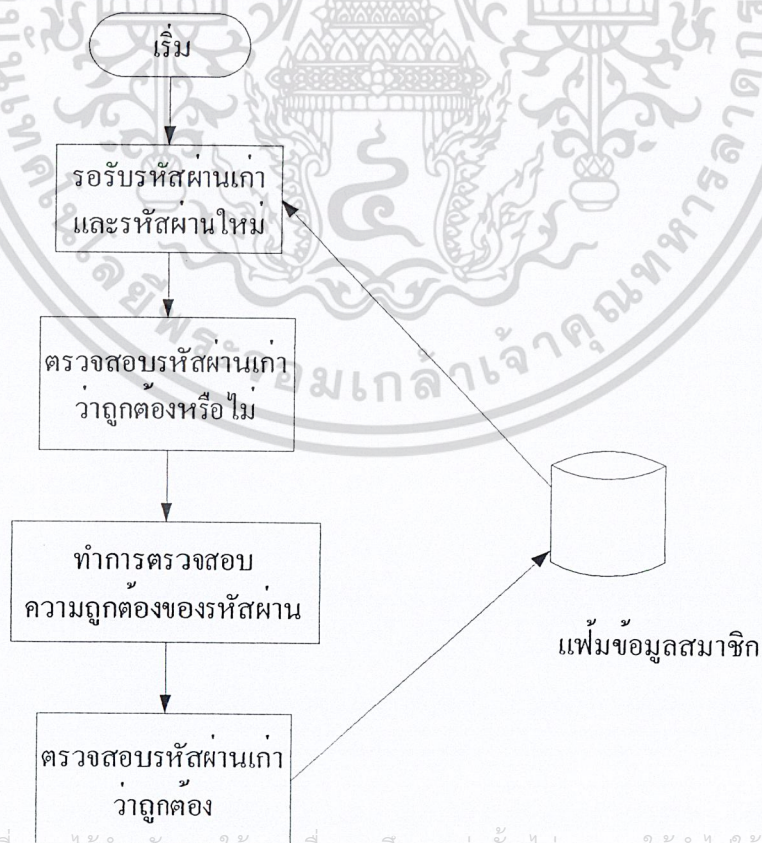 เริ่ม
รอรับรหัสผ่านเก่า
และรหัสผ่านใหม่
ตรวจสอบรหัสผ่านเก่า
ว่าถูกต้องหรือไม่
ทำการตรวจสอบ
ความถูกต้องของรหัสผ่าน
แฟ้มข้อมูลสมาชิก
ตรวจสอบรหัสผ่านเก่า
ว่าถูกต้อง